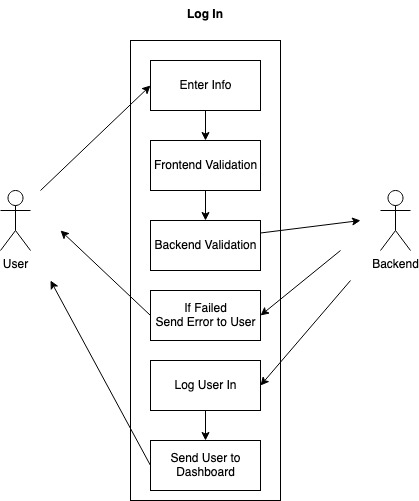 Log In
Enter Info
Frontend Validation
Backend Validation
User
Backend
If Failed
Send Error to User
Log User In
Send User to
Dashboard